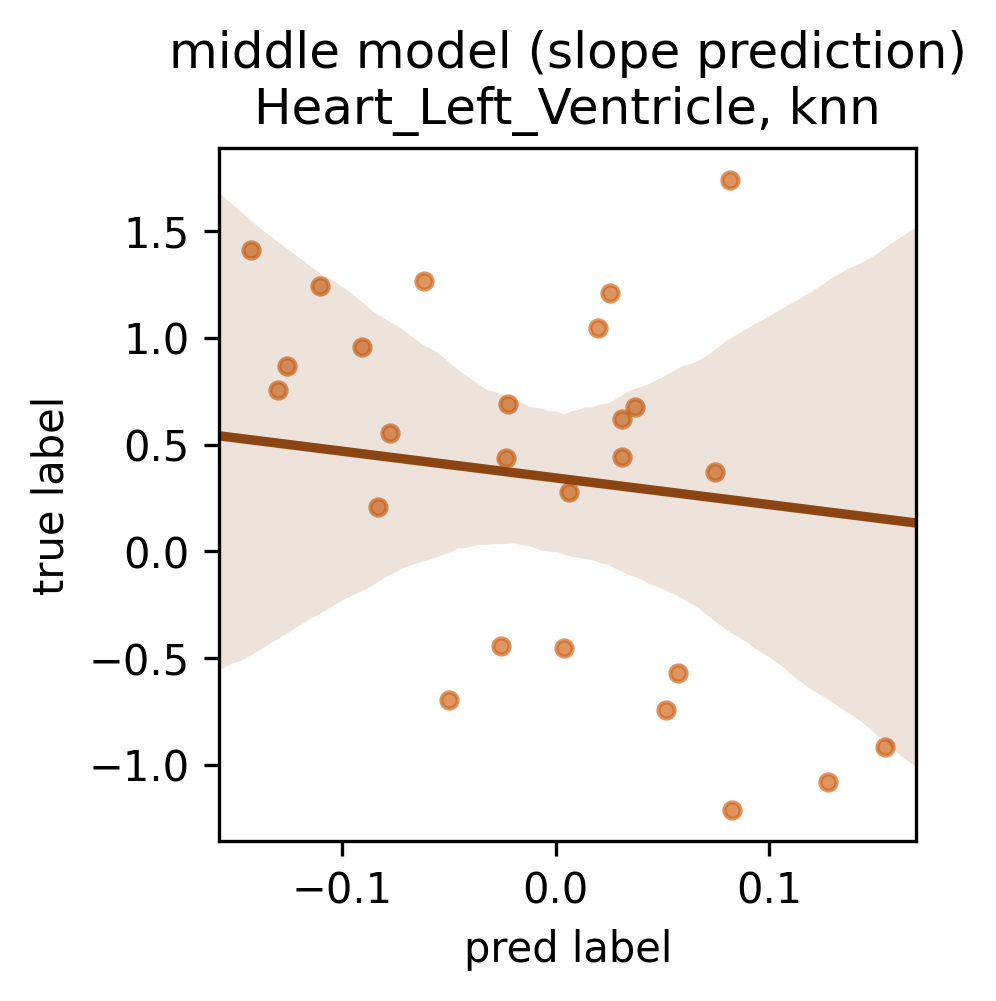 middle model (slope prediction)
Heart_Left_Ventricle, knn
1.5
1.0
0.5
0.0
−0.5
−1.0
true label
−0.1
0.0
0.1
pred label